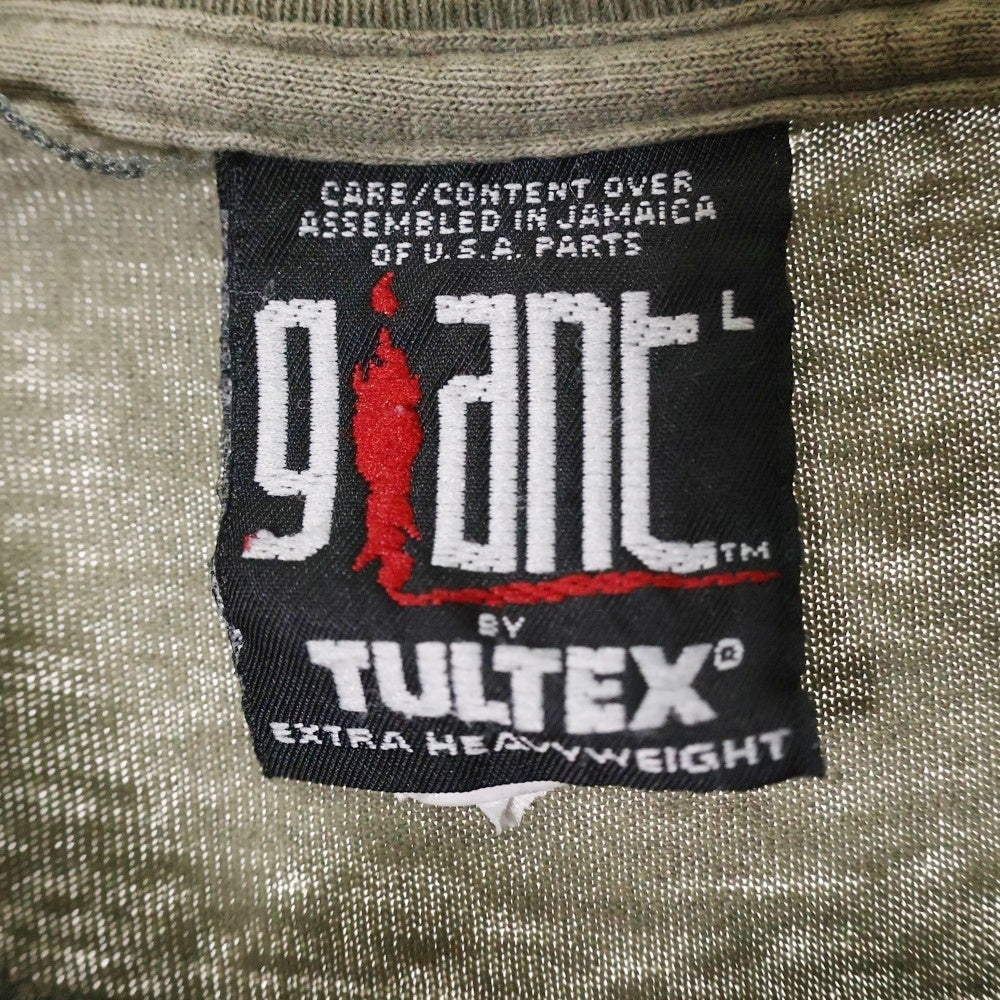 CARE/CONTENT OVER
ASSEMBLED IN JAMAICA
OF U.S.A. PARTS
giant L
TM
BY
TULTEX®
EXTRA HEAVYWEIGHT